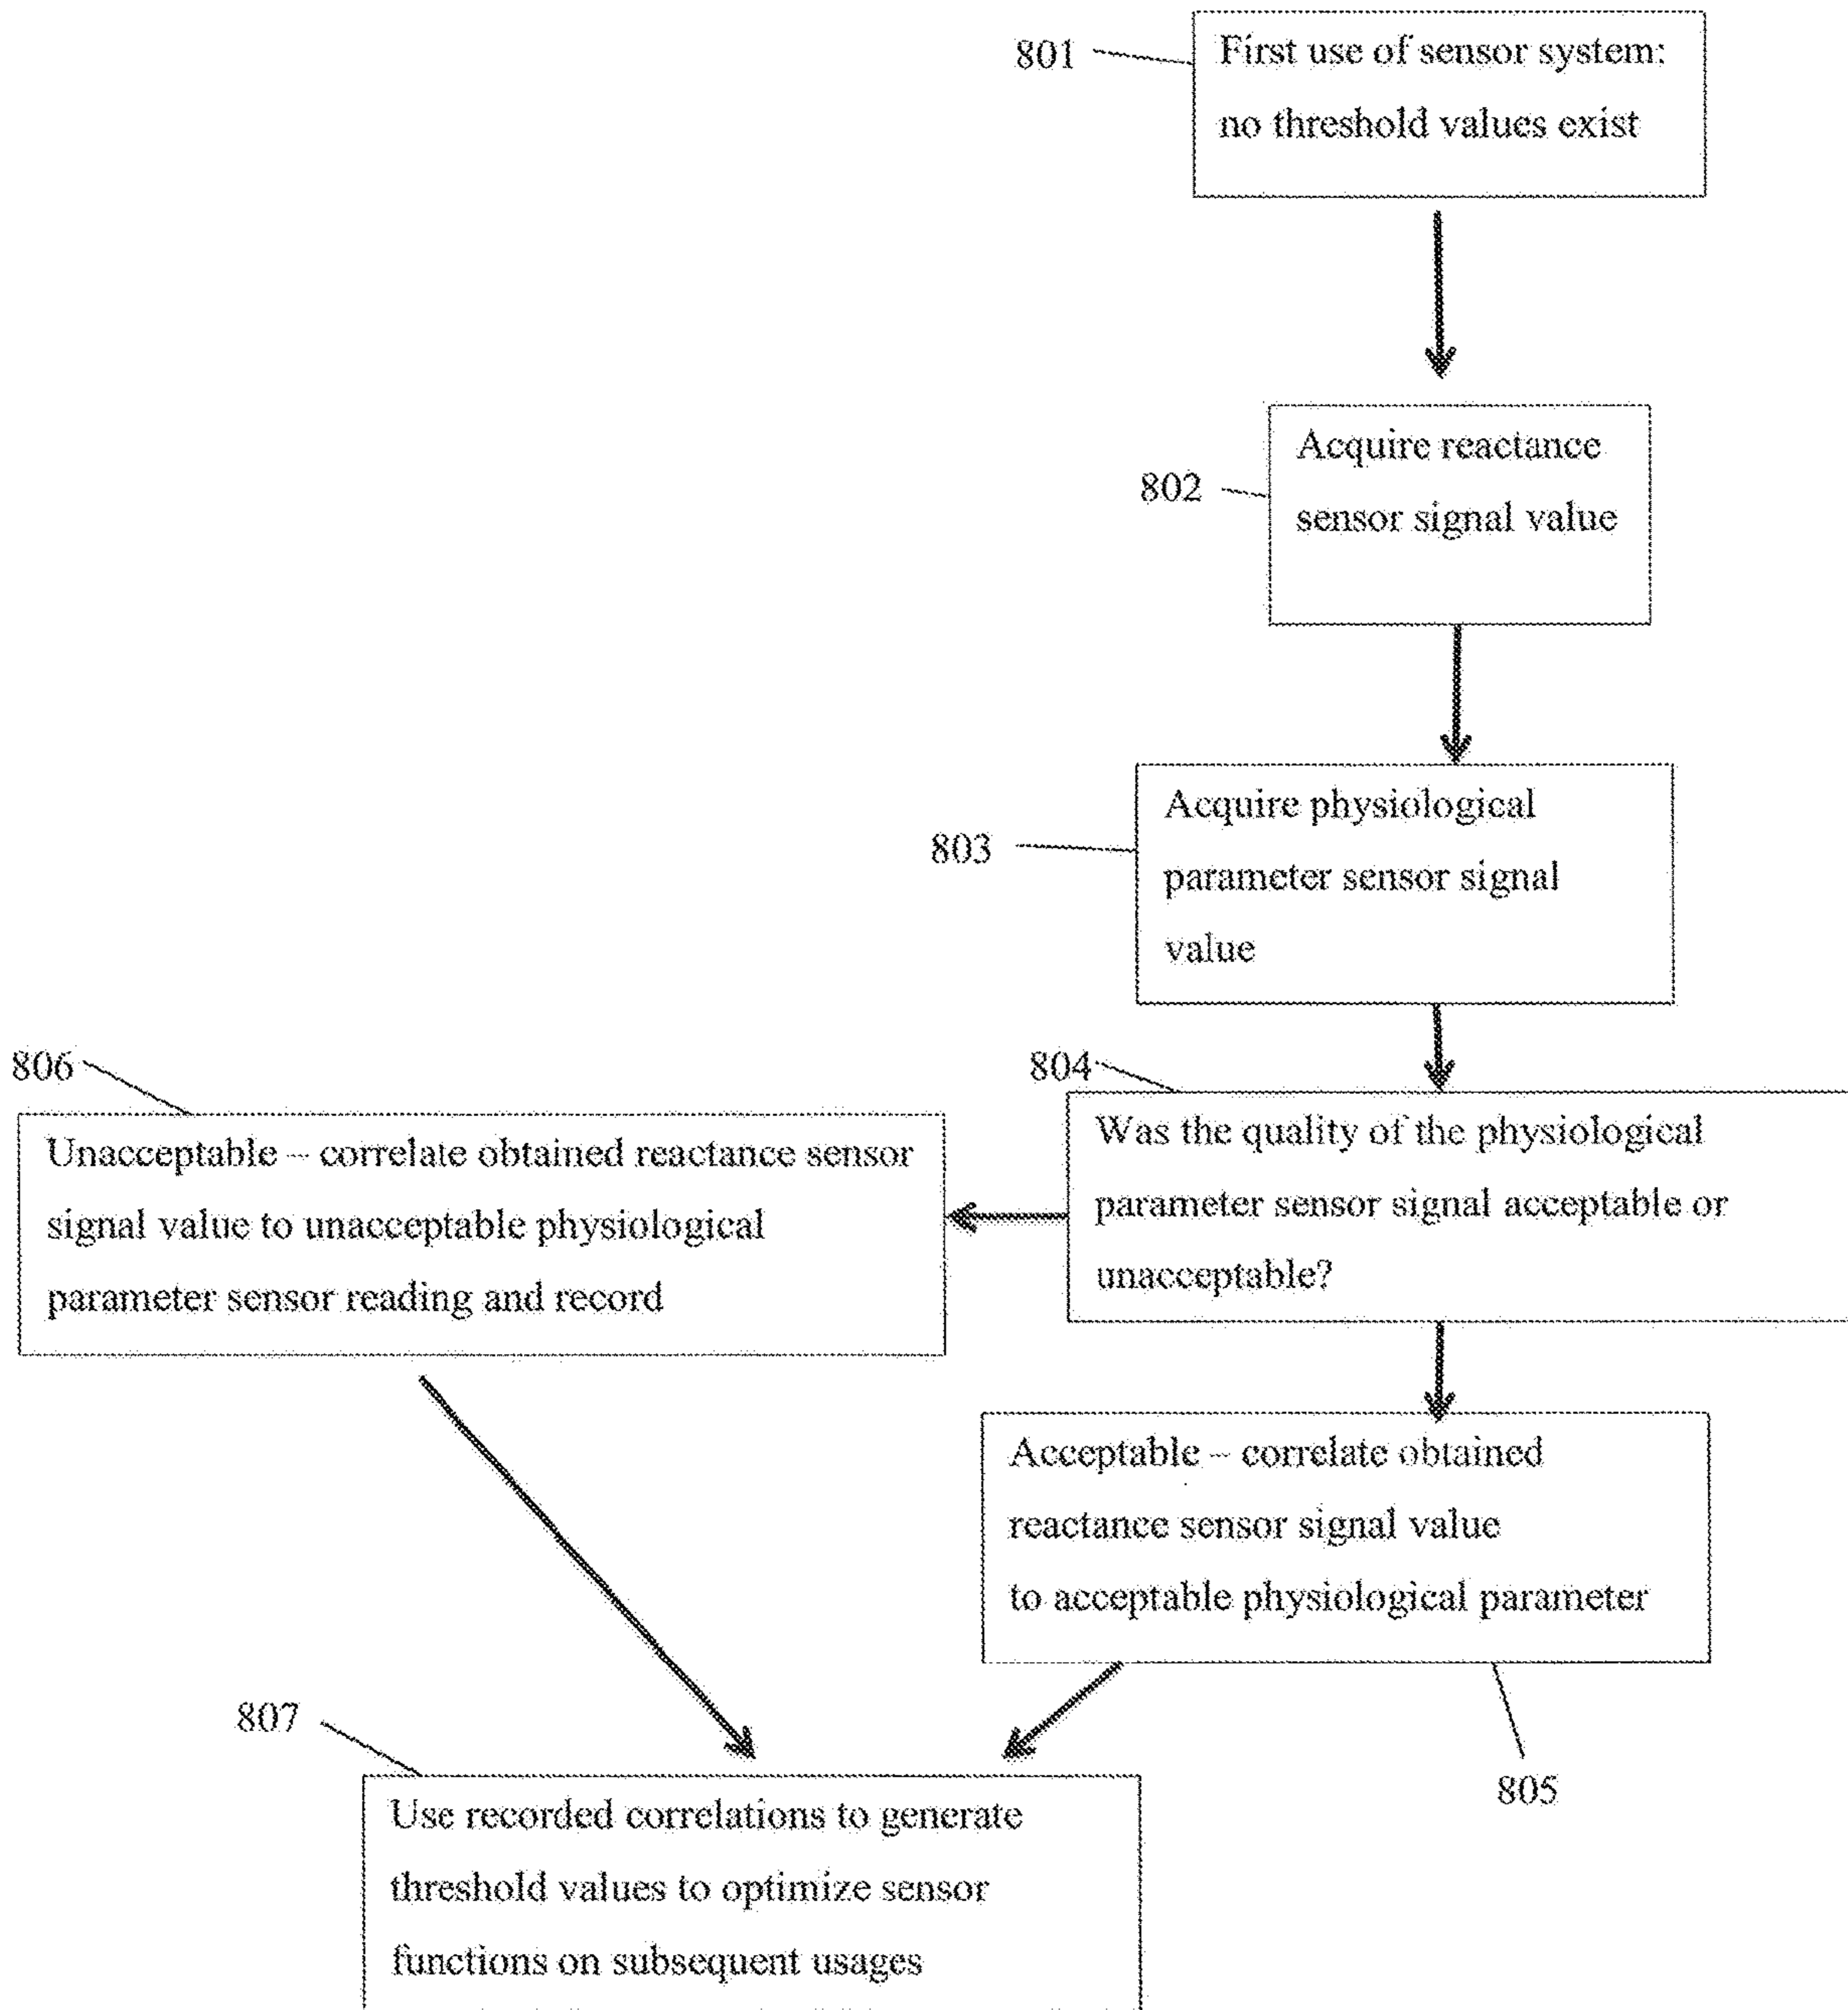 801
First use of sensor system:
no threshold values exist
802
Acquire reactance
sensor signal value
803
Acquire physiological
parameter sensor signal
value
804
Was the quality of the physiological
parameter sensor signal acceptable or
unacceptable?
806
Unacceptable – correlate obtained reactance sensor
signal value to unacceptable physiological
parameter sensor reading and record
Acceptable – correlate obtained
reactance sensor signal value
to acceptable physiological parameter
805
807
Use recorded correlations to generate
threshold values to optimize sensor
functions on subsequent usages